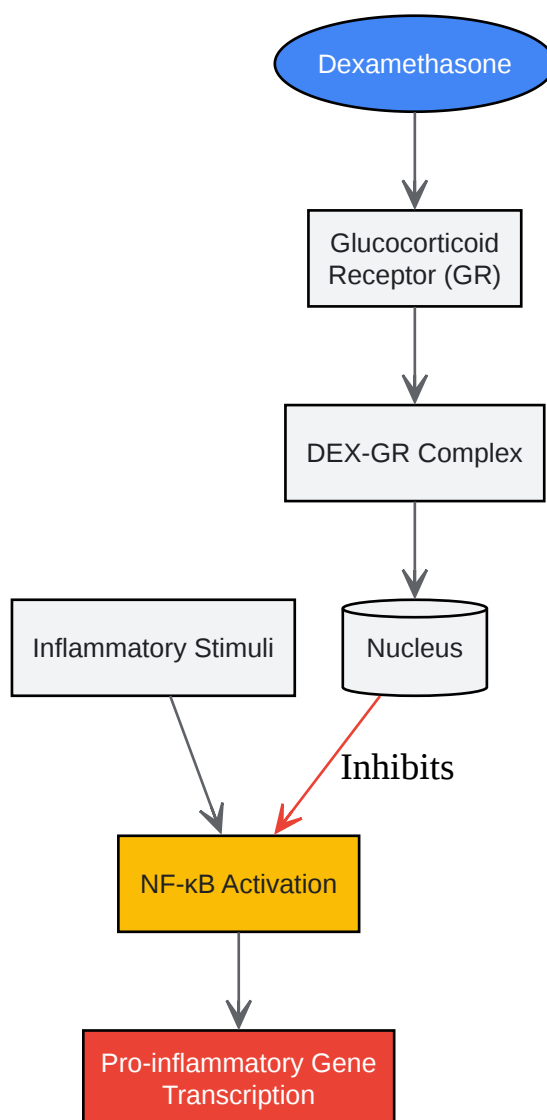 Dexamethasone
Glucocorticoid
Receptor (GR)
DEX-GR Complex
Inflammatory Stimuli
Nucleus
Inhibits
NF-κB Activation
Pro-inflammatory Gene
Transcription